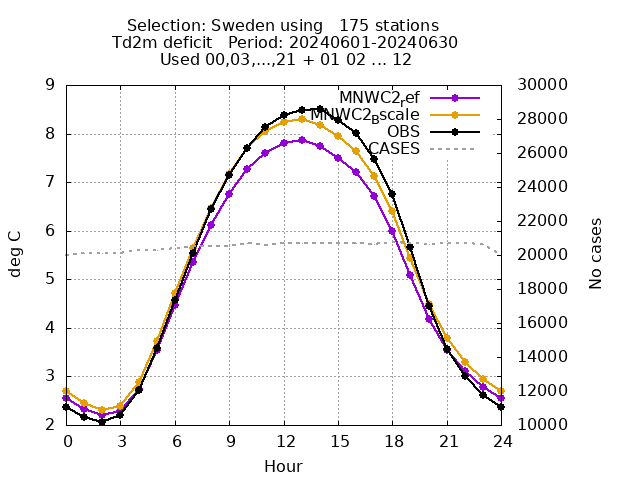 Selection: Sweden using   175 stations
Td2m deficit   Period: 20240601-20240630
Used 00,03,...,21 + 01 02 ... 12
9 30000
MNWC2ref
MNWC2Bscale
OBS
CASES
8 28000
7 26000
6 24000
5 22000
4 20000
3 18000
2 16000
14000
12000
10000
deg C
No cases
0 3 6 9 12 15 18 21 24
Hour